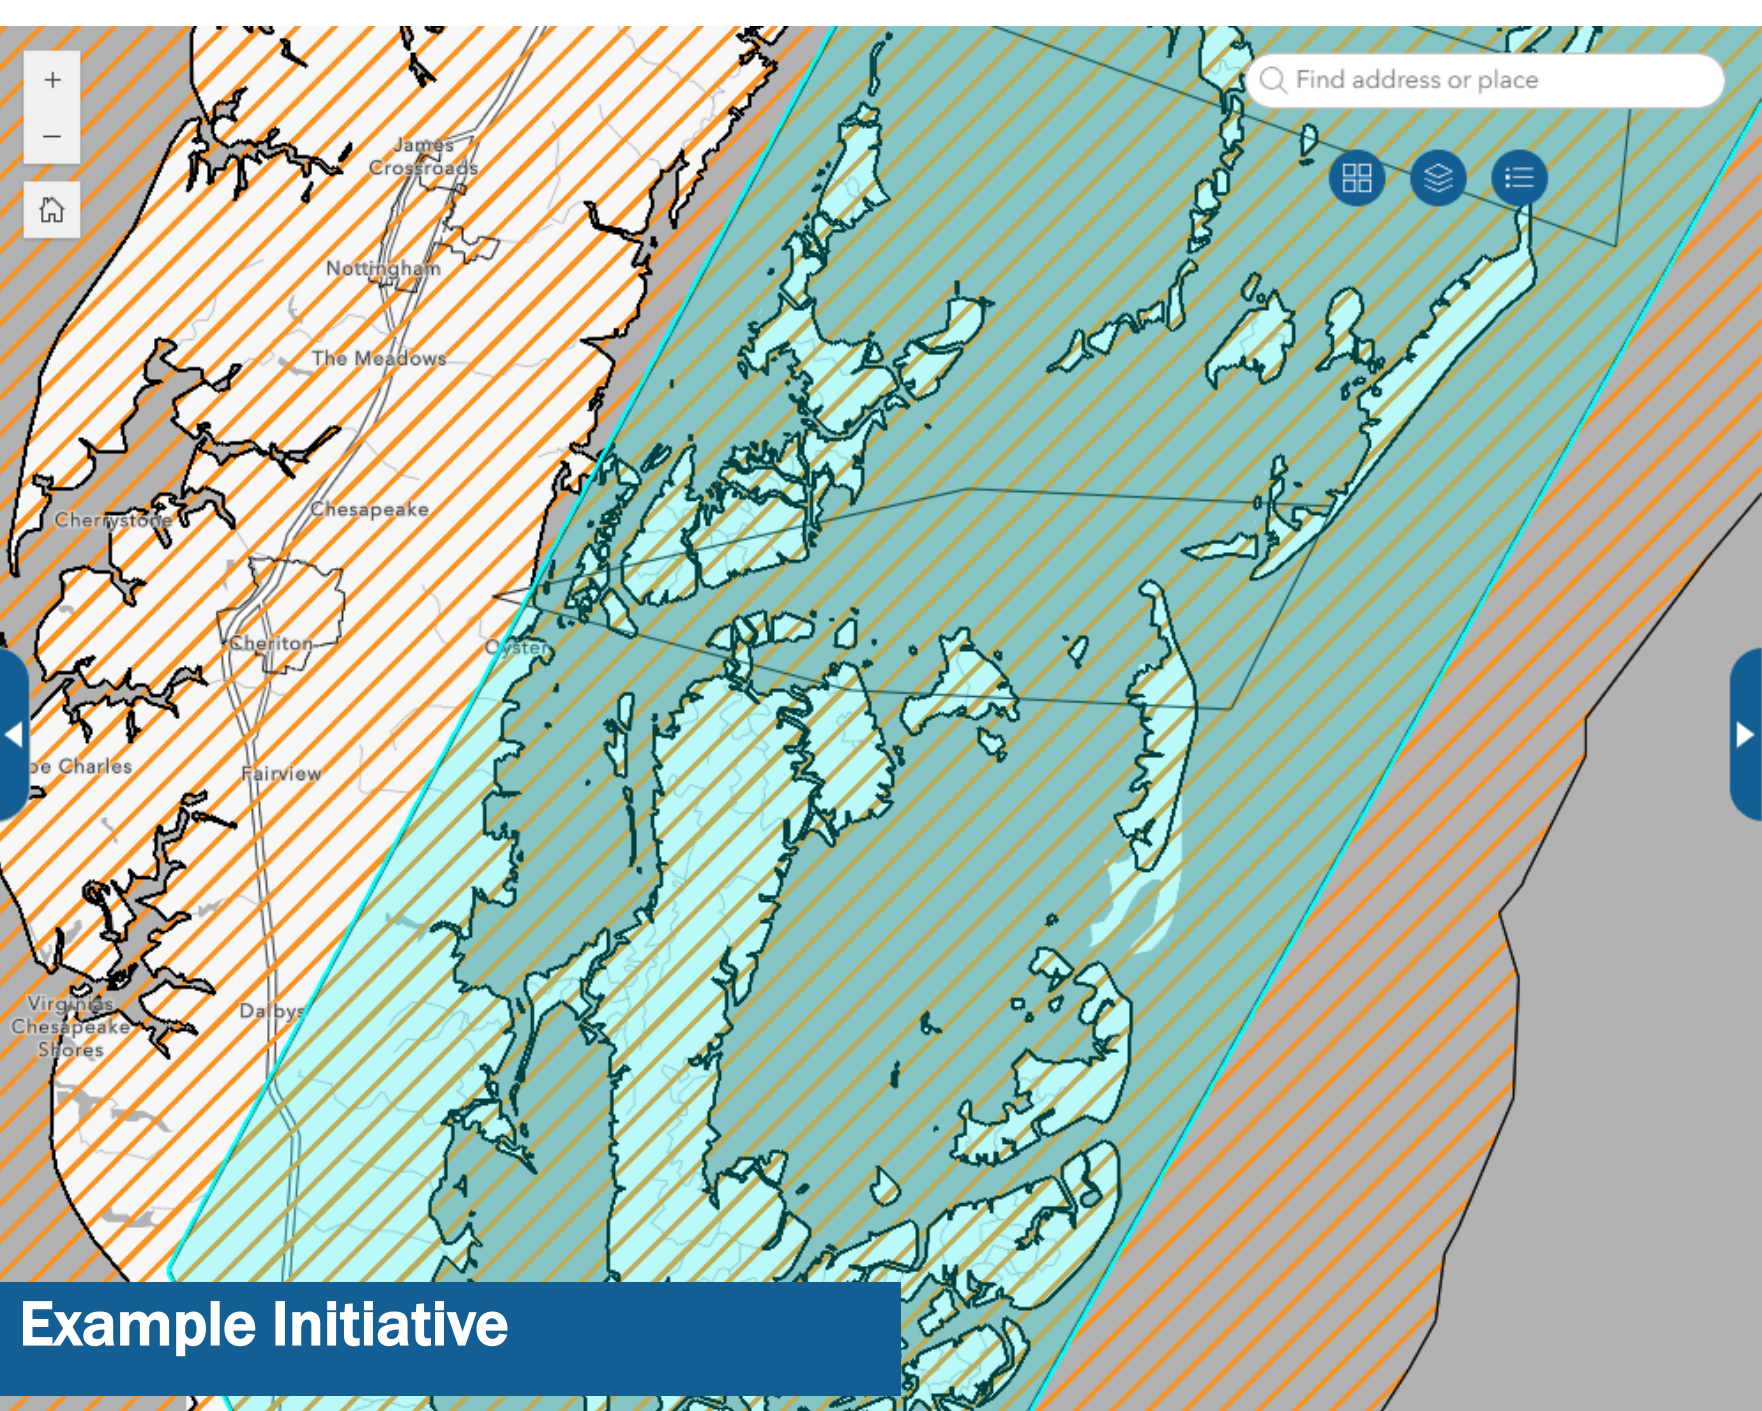 Find address or place
James
Crossroads
Nottingham
The Meadows
Chesapeake
Cherrystone
Cheriton
Oyster
pe Charles
Fairview
Virginias
Chesapeake
Shores
Dalbys
Example Initiative